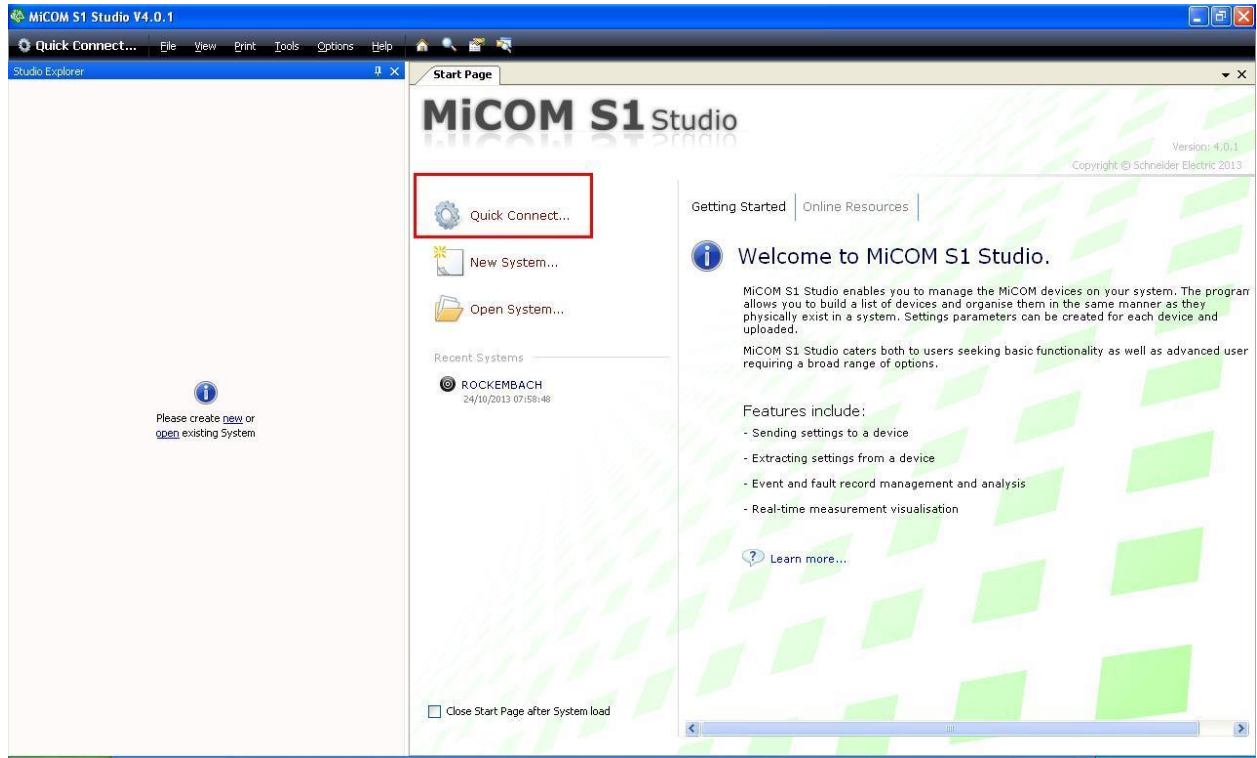 MiCOM S1 Studio V4.0.1
Quick Connect... File View Print Tools Options Help
Studio Explorer
Start Page
MiCOM S1 Studio
Version: 4.0.1
Copyright © Schneider Electric 2013
Quick Connect...
New System...
Open System...
Recent Systems
ROCKEMBACH
24/10/2013 07:58:48
Please create new or
open existing System
Getting Started Online Resources
Welcome to MiCOM S1 Studio.
MiCOM S1 Studio enables you to manage the MiCOM devices on your system. The program
allows you to build a list of devices and organise them in the same manner as they
physically exist in a system. Settings parameters can be created for each device and
uploaded.
MiCOM S1 Studio caters both to users seeking basic functionality as well as advanced user
requiring a broad range of options.
Features include:
- Sending settings to a device
- Extracting settings from a device
- Event and fault record management and analysis
- Real-time measurement visualisation
Learn more...
Close Start Page after System load